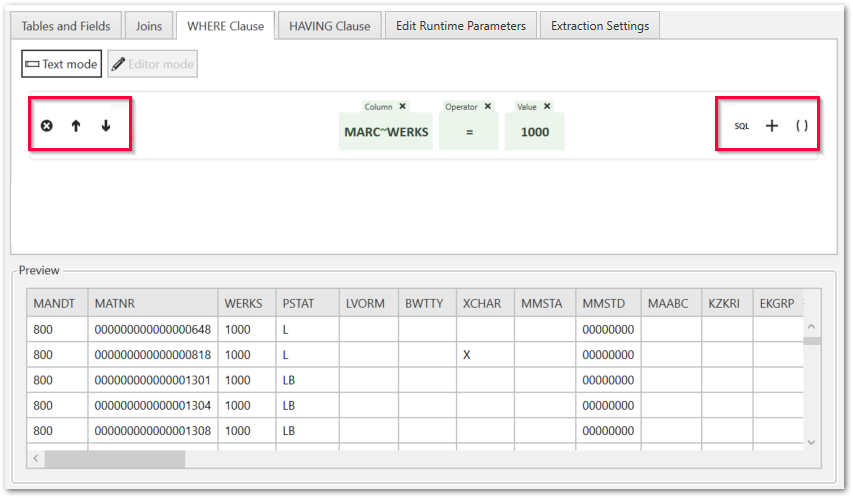 Tables and Fields Joins WHERE Clause HAVING Clause Edit Runtime Parameters Extraction Settings
Text mode Editor mode
Column Operator Value
MARC~WERKS = 1000 SQL + ( )
Preview
MANDT MATNR WERKS PSTAT LVORM BWTTY XCHAR MMSTA MMSTD MAABC KZKRI EKGRP
800 000000000000000648 1000 L 00000000
800 000000000000000818 1000 L X 00000000
800 000000000000001301 1000 LB 00000000
800 000000000000001304 1000 LB 00000000
800 000000000000001308 1000 LB 00000000